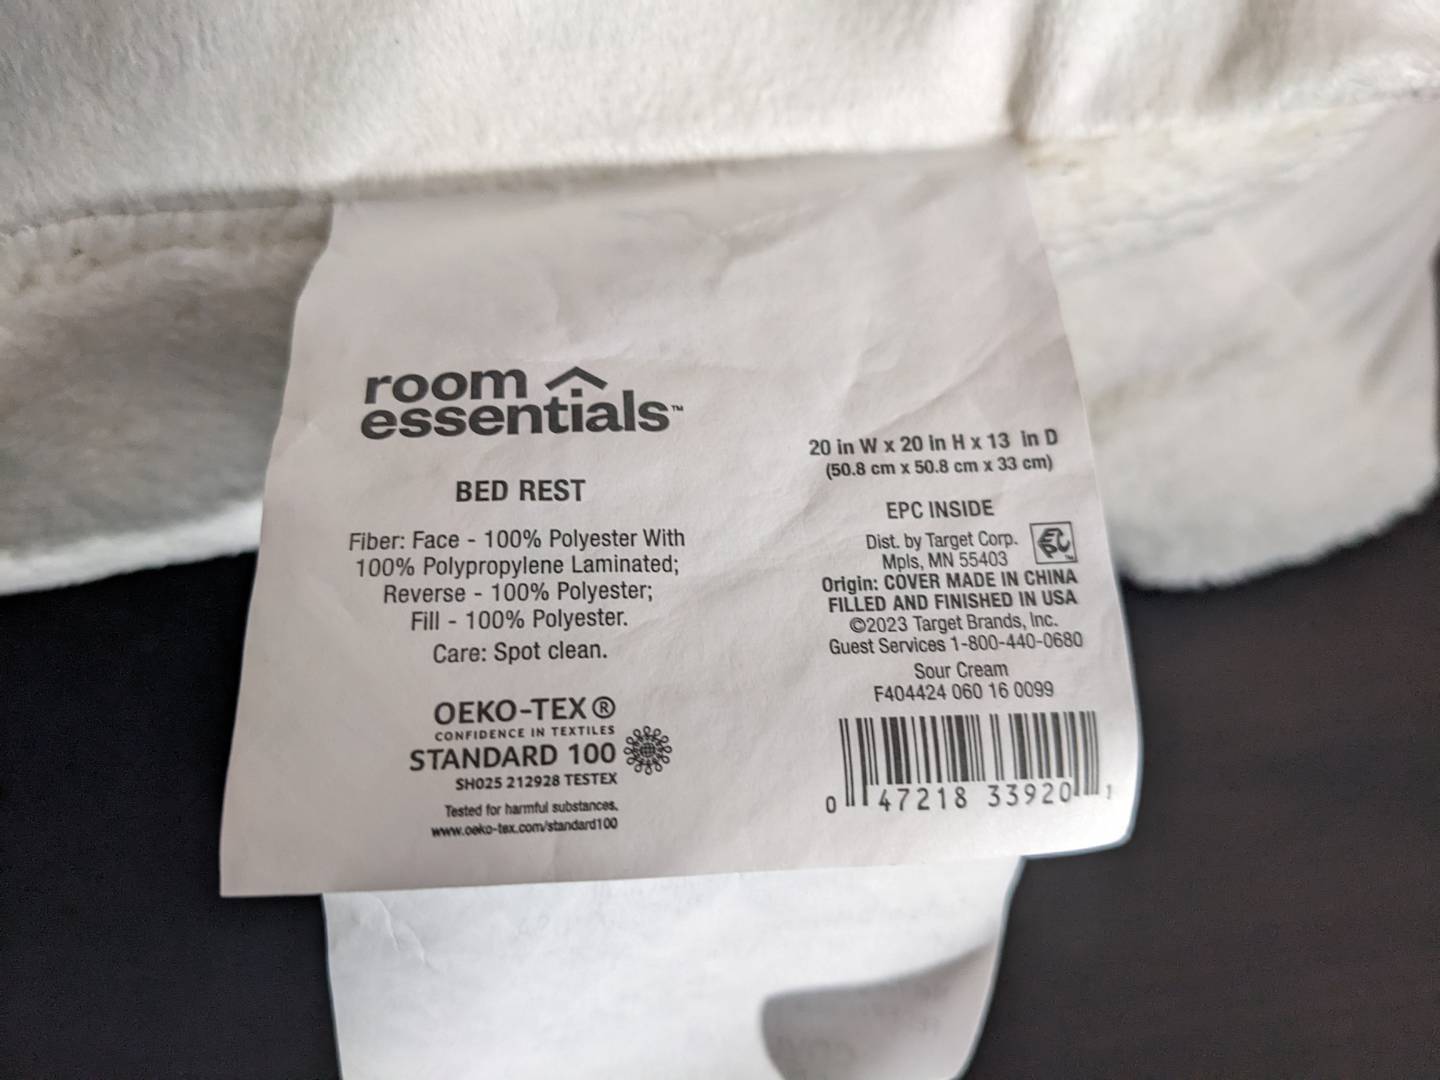 room
essentials™
BED REST
Fiber: Face - 100% Polyester With
100% Polypropylene Laminated;
Reverse - 100% Polyester;
Fill - 100% Polyester.
Care: Spot clean.
OEKO-TEX®
CONFIDENCE IN TEXTILES
STANDARD 100
SH025 212928 TESTEX
Tested for harmful substances.
www.oeko-tex.com/standard100
20 in W x 20 in H x 13 in D
(50.8 cm x 50.8 cm x 33 cm)
EPC INSIDE
Dist. by Target Corp.
Mpls, MN 55403
Origin: COVER MADE IN CHINA
FILLED AND FINISHED IN USA
©2023 Target Brands, Inc.
Guest Services 1-800-440-0680
Sour Cream
F404424 060 16 0099
0 47218 33920 1